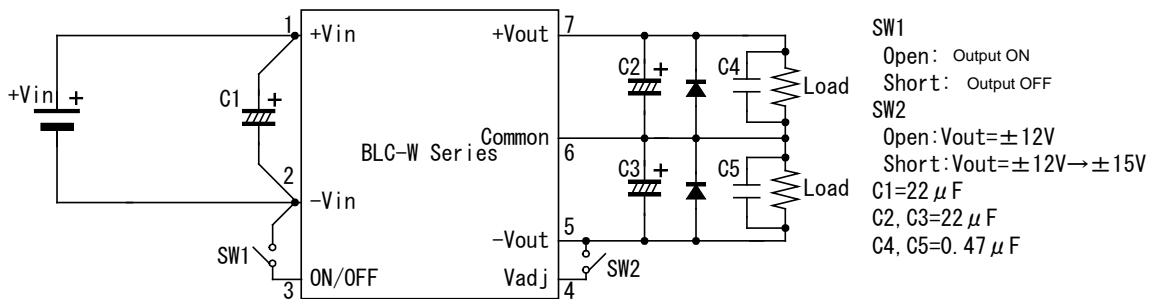 1
+Vin
+Vin
+
C1
+
2
-Vin
SW1
3
ON/OFF
BLC-W Series
+Vout
7
Common
6
-Vout
5
Vadj
4
SW2
C2
+
C4
Load
C3
+
C5
Load
SW1
Open: Output ON
Short: Output OFF
SW2
Open:Vout=±12V
Short:Vout=±12V→±15V
C1=22μF
C2, C3=22μF
C4, C5=0.47μF